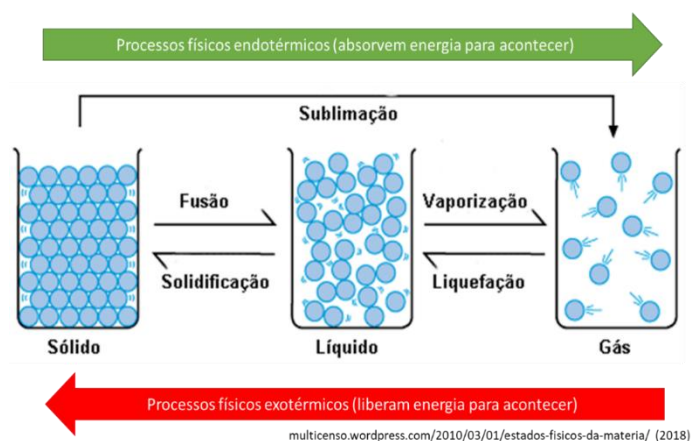 Processos físicos endotérmicos (absorvem energia para acontecer)
Sublimação
Fusão
Vaporização
Solidificação
Liquefação
Sólido
Líquido
Gás
Processos físicos exotérmicos (liberam energia para acontecer)
multicenso.wordpress.com/2010/03/01/estados-fisicos-da-materia/ (2018)